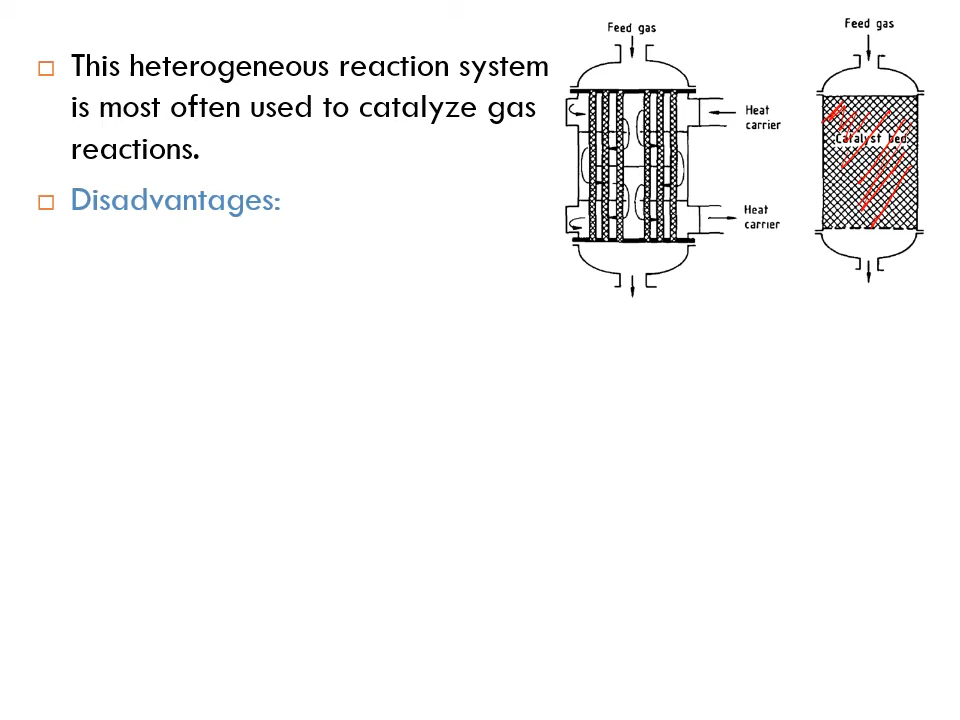 This heterogeneous reaction system
is most often used to catalyze gas
reactions.
Disadvantages:
Feed gas
Heat
carrier
Heat
carrier
Feed gas
Catalyst bed